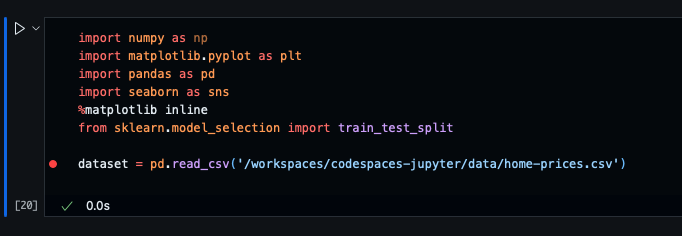 import numpy as np
import matplotlib.pyplot as plt
import pandas as pd
import seaborn as sns
%matplotlib inline
from sklearn.model_selection import train_test_split
dataset = pd.read_csv('/workspaces/codespaces-jupyter/data/home-prices.csv')
[20] 0.0s